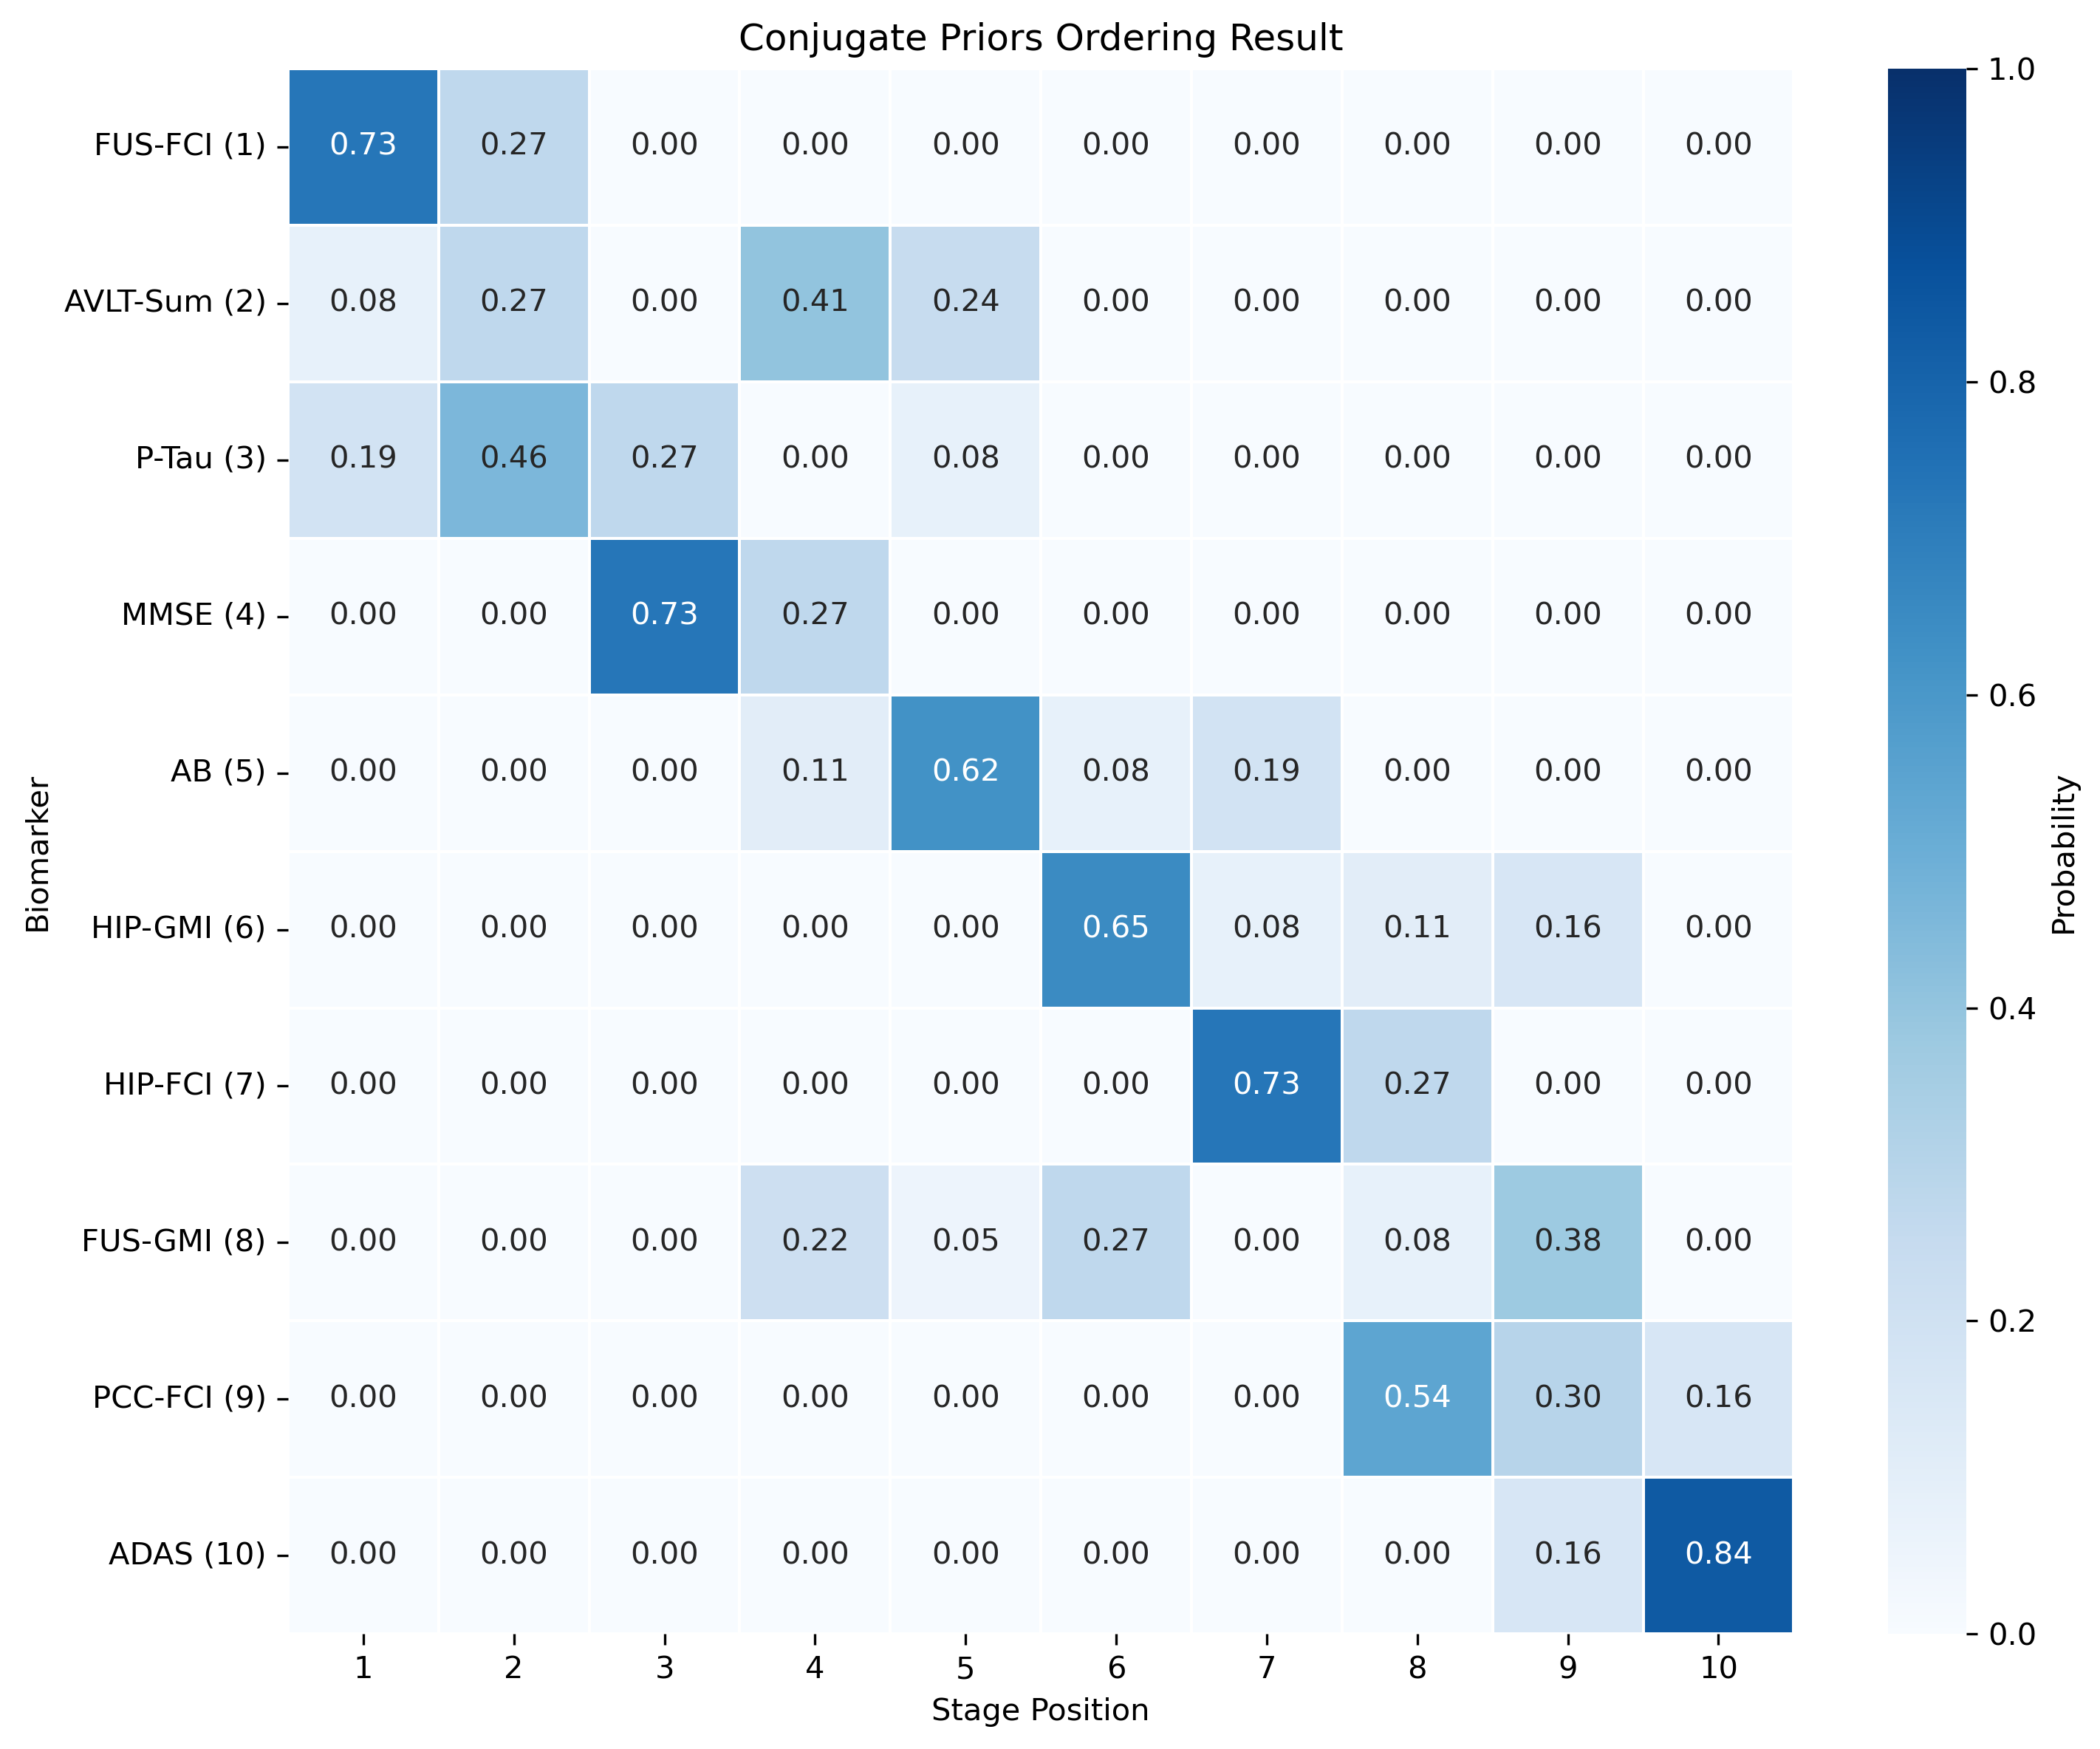 Conjugate Priors Ordering Result
FUS-FCI (1) 0.73 0.27 0.00 0.00 0.00 0.00 0.00 0.00 0.00 0.00
AVLT-Sum (2) 0.08 0.27 0.00 0.41 0.24 0.00 0.00 0.00 0.00 0.00
P-Tau (3) 0.19 0.46 0.27 0.00 0.08 0.00 0.00 0.00 0.00 0.00
MMSE (4) 0.00 0.00 0.73 0.27 0.00 0.00 0.00 0.00 0.00 0.00
AB (5) 0.00 0.00 0.00 0.11 0.62 0.08 0.19 0.00 0.00 0.00
HIP-GMI (6) 0.00 0.00 0.00 0.00 0.00 0.65 0.08 0.11 0.16 0.00
HIP-FCI (7) 0.00 0.00 0.00 0.00 0.00 0.00 0.73 0.27 0.00 0.00
FUS-GMI (8) 0.00 0.00 0.00 0.22 0.05 0.27 0.00 0.08 0.38 0.00
PCC-FCI (9) 0.00 0.00 0.00 0.00 0.00 0.00 0.00 0.54 0.30 0.16
ADAS (10) 0.00 0.00 0.00 0.00 0.00 0.00 0.00 0.00 0.16 0.84
1 2 3 4 5 6 7 8 9 10
Stage Position
Biomarker
1.0
0.8
0.6
0.4
0.2
0.0
Probability